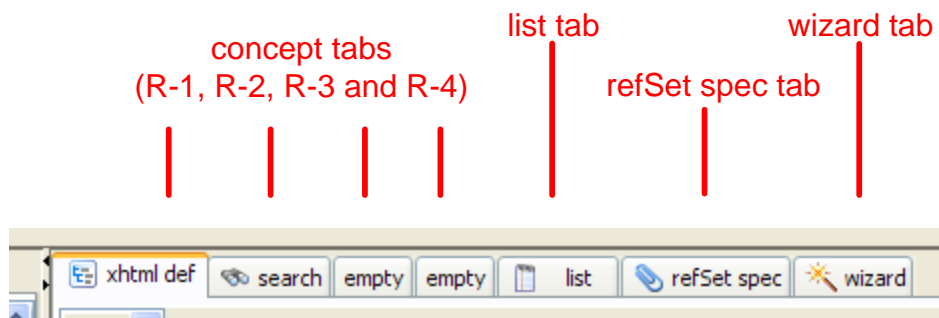 list tab
wizard tab
concept tabs
(R-1, R-2, R-3 and R-4)
refSet spec tab
xhtml def
search
empty
empty
list
refSet spec
wizard